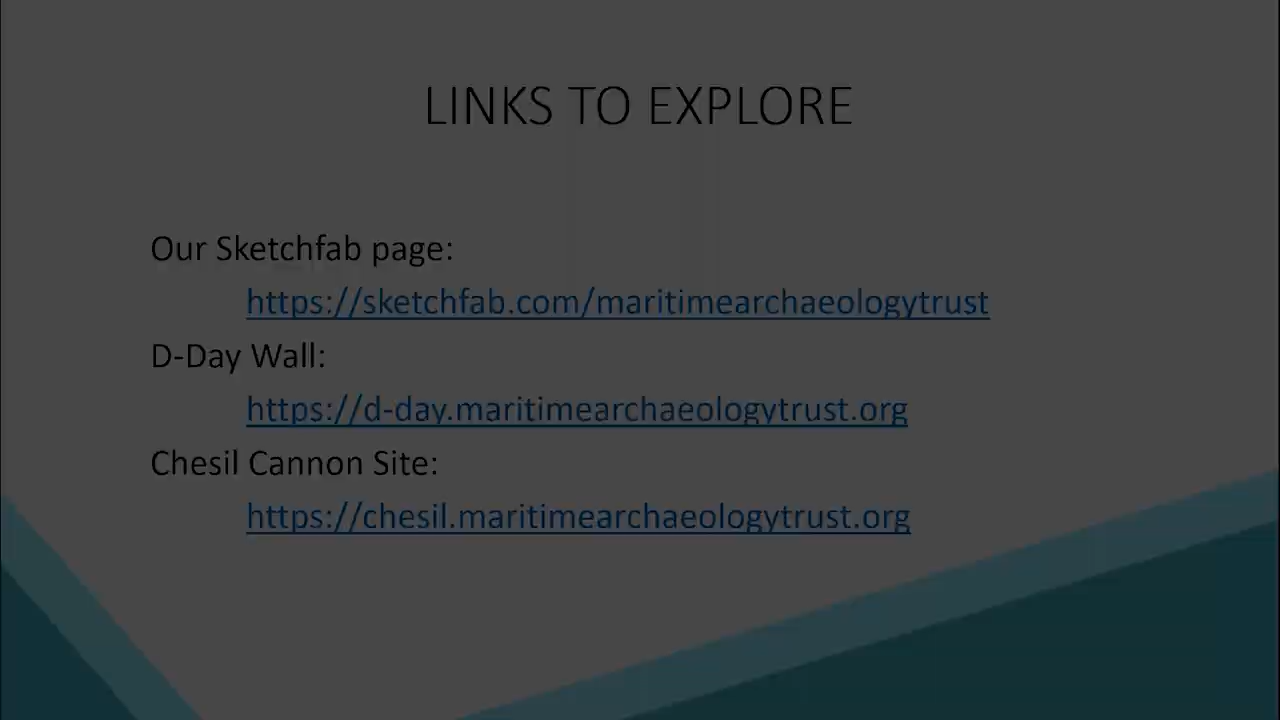 LINKS TO EXPLORE
Our Sketchfab page:
https://sketchfab.com/maritimearchaeologytrust
D-Day Wall:
https://d-day.maritimearchaeologytrust.org
Chesil Cannon Site:
https://chesil.maritimearchaeologytrust.org